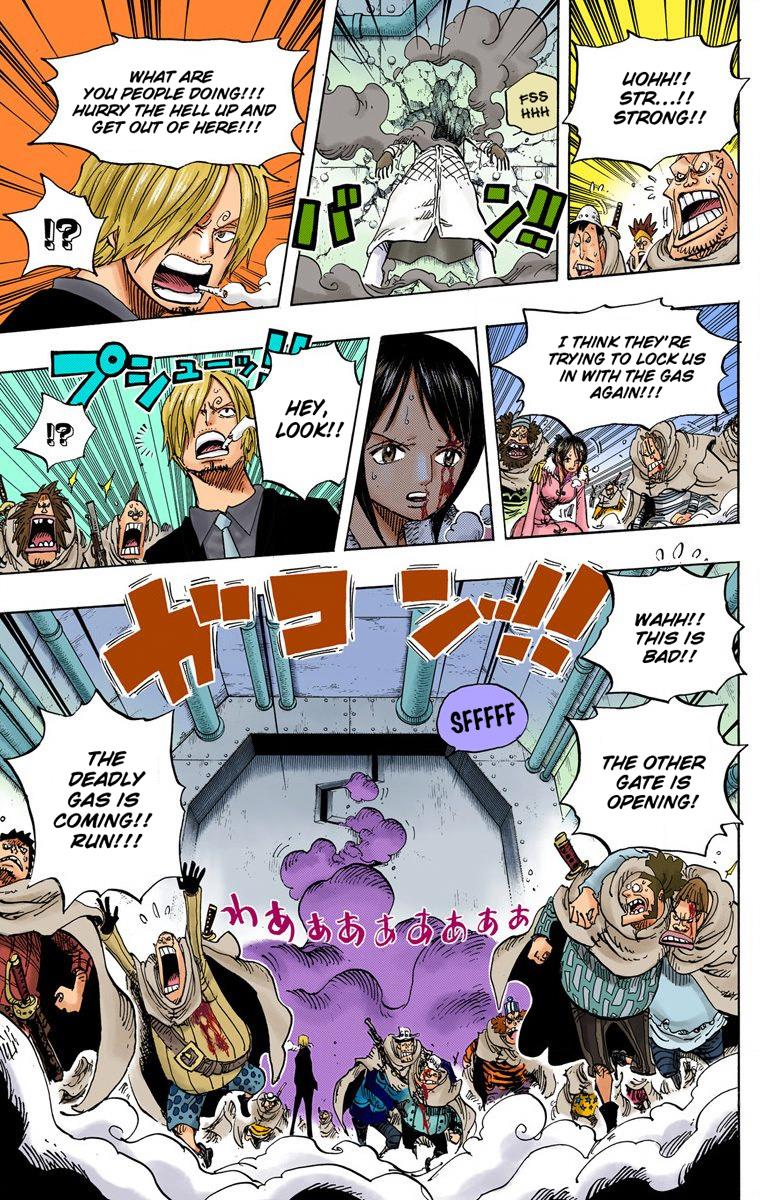 UOHH!!
STR...!!
STRONG!!
FSS
HHH
バン!!
WHAT ARE
YOU PEOPLE DOING!!!
HURRY THE HELL UP AND
GET OUT OF HERE!!!
!?
I THINK THEY'RE
TRYING TO LOCK US
IN WITH THE GAS
AGAIN!!!
HEY,
LOOK!!
プシューッ!!
!?
WAHH!!
THIS IS
BAD!!
THE OTHER
GATE IS
OPENING!
ガコンッ!!
SFFFFF
THE
DEADLY
GAS IS
COMING!!
RUN!!!
わあぁぁぁぁぁぁぁ